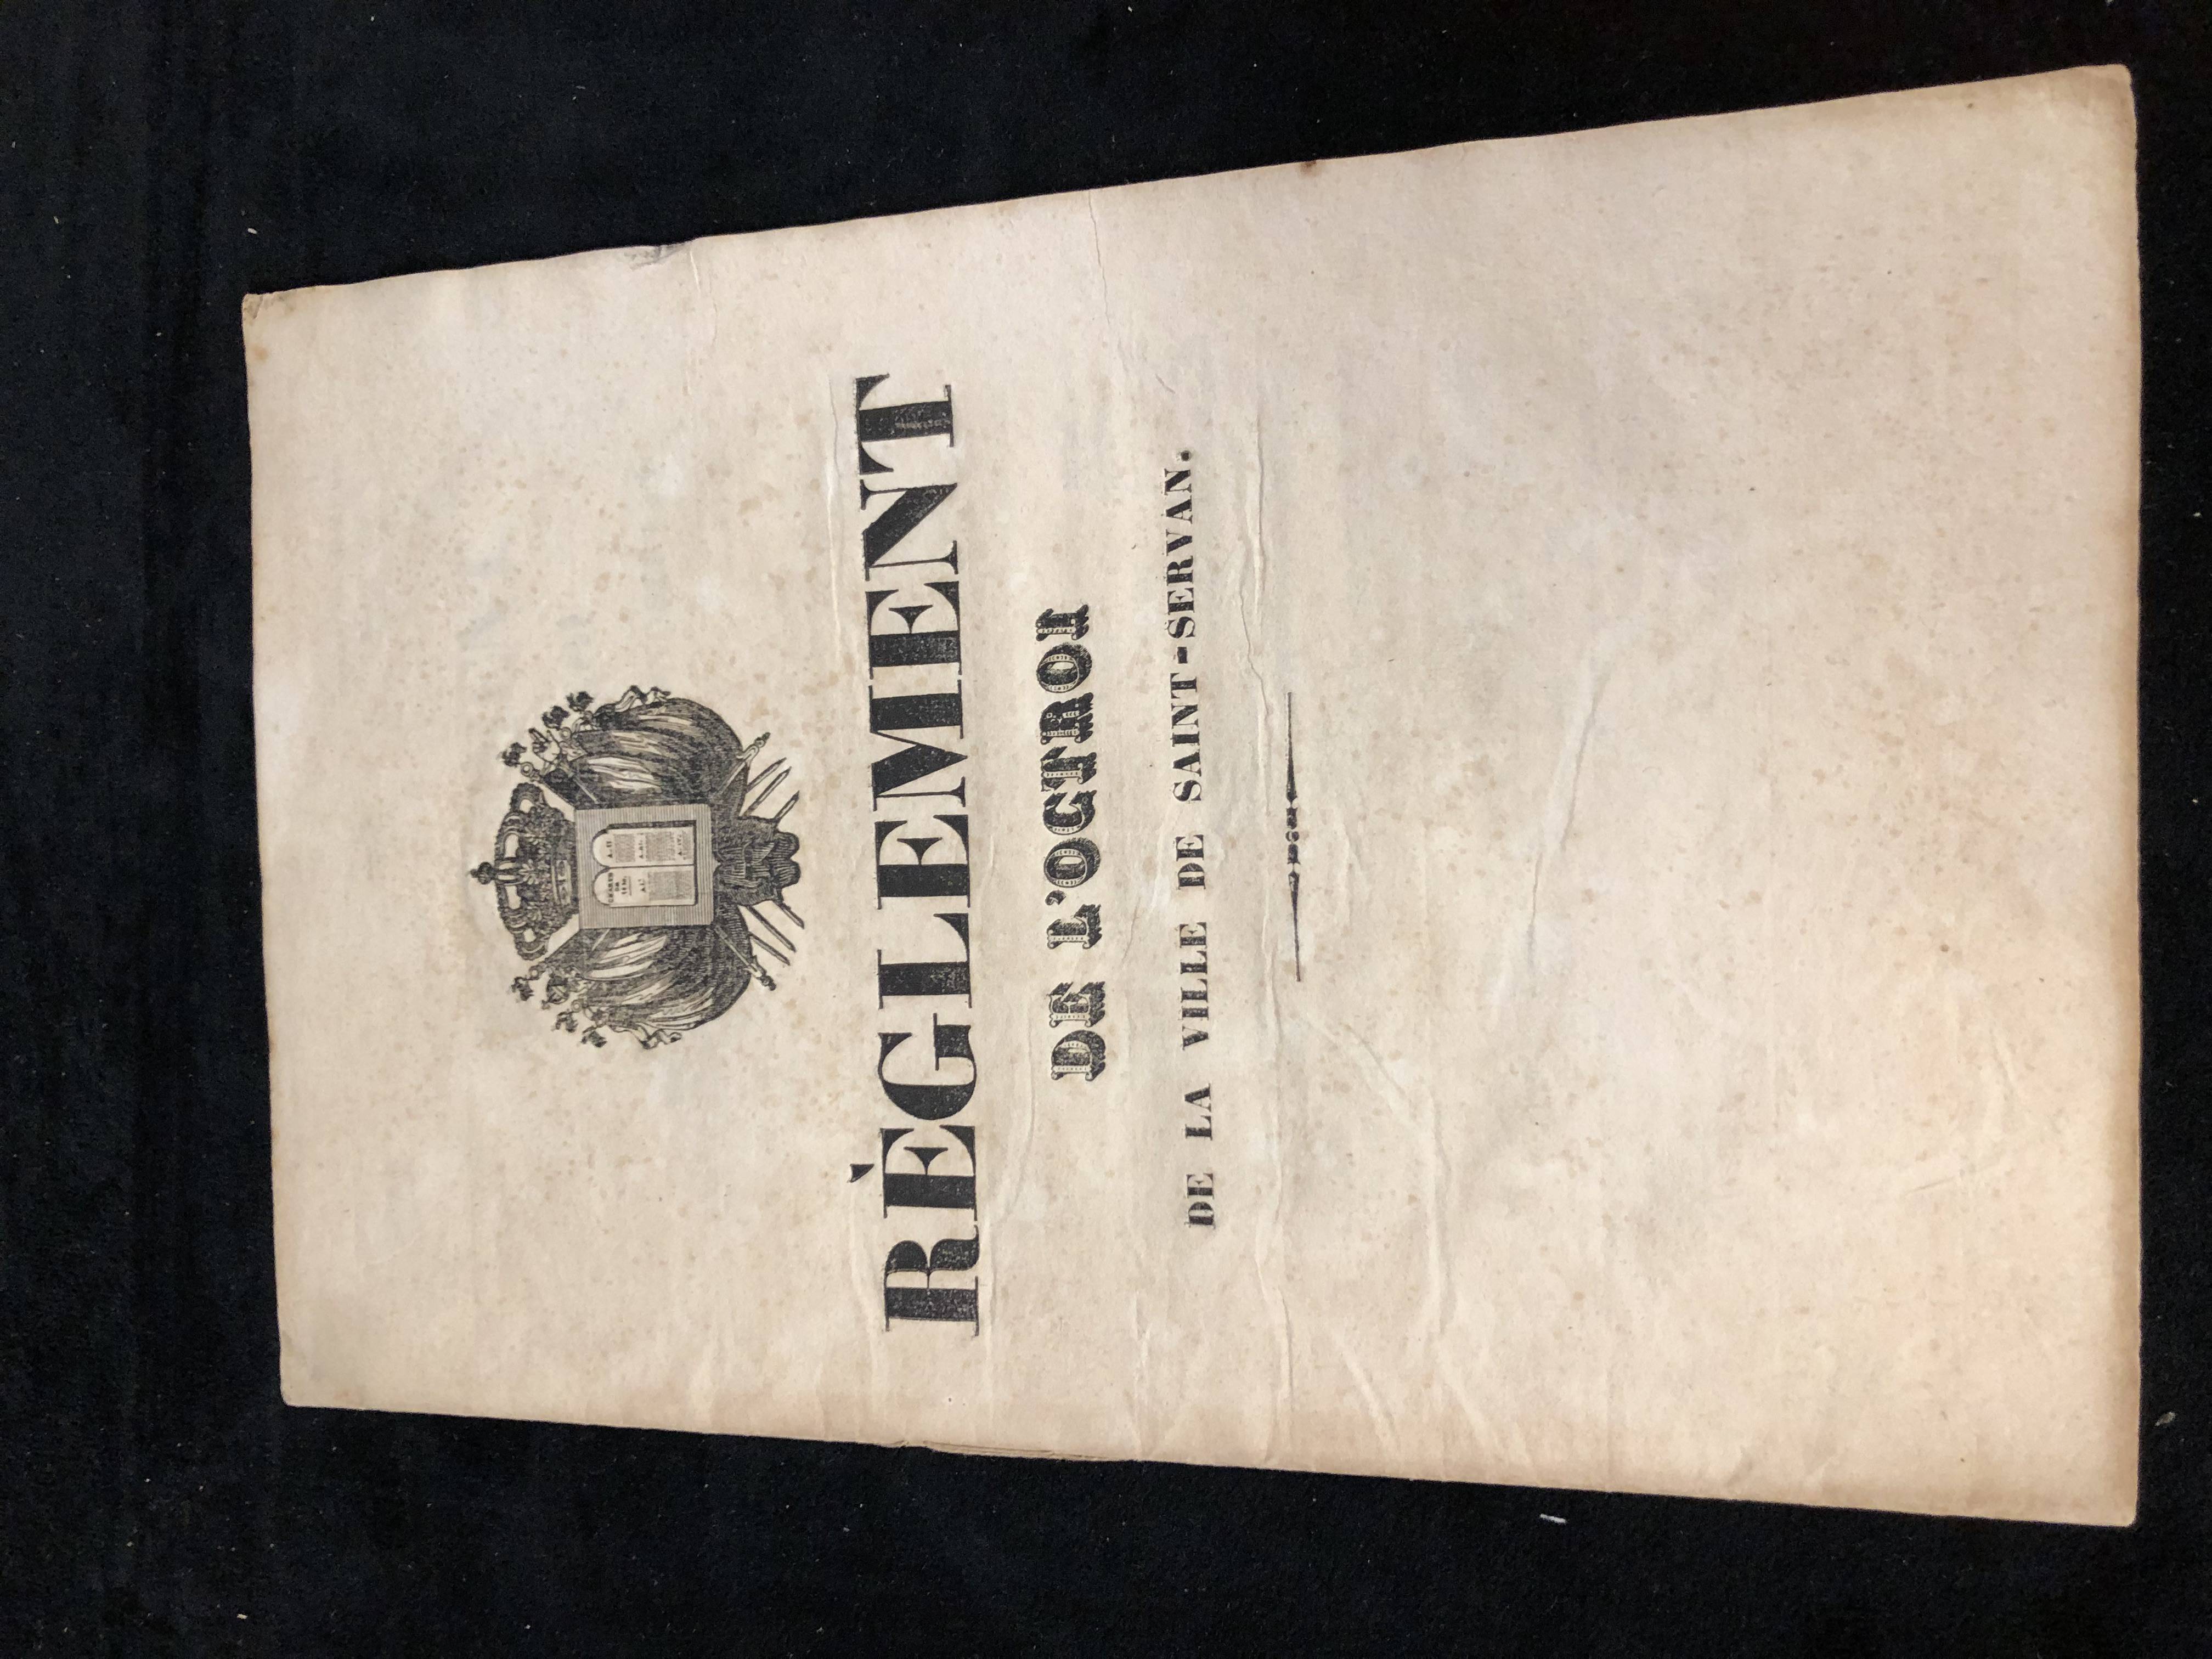 RÈGLEMENT
DE L'OCTROI
DE LA VILLE DE SAINT-SERVAN.